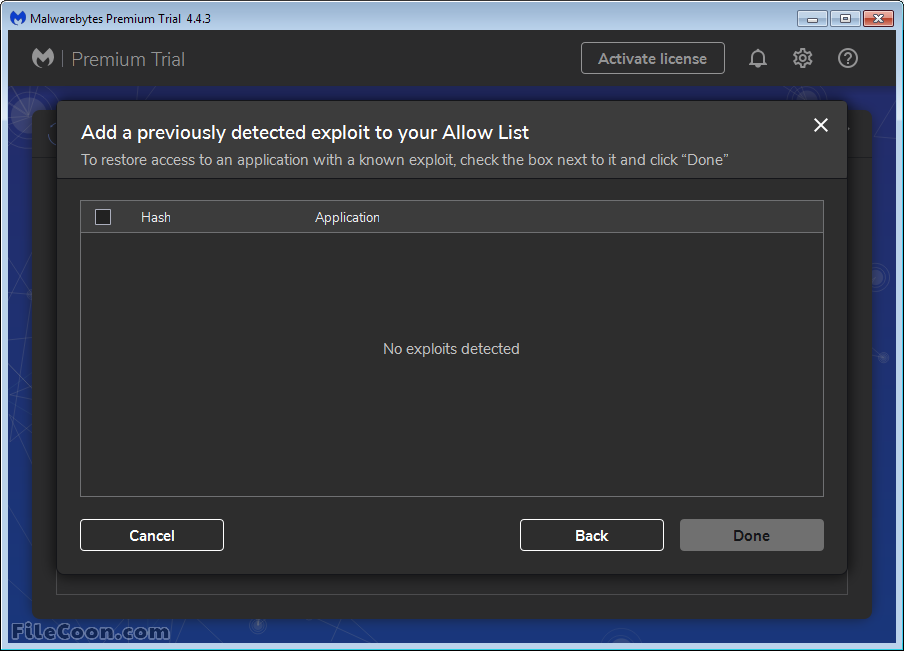 Malwarebytes Premium Trial 4.4.3
Premium Trial
Activate license
Add a previously detected exploit to your Allow List
To restore access to an application with a known exploit, check the box next to it and click “Done”
Hash Application
No exploits detected
Cancel Back Done
FileCoon.com